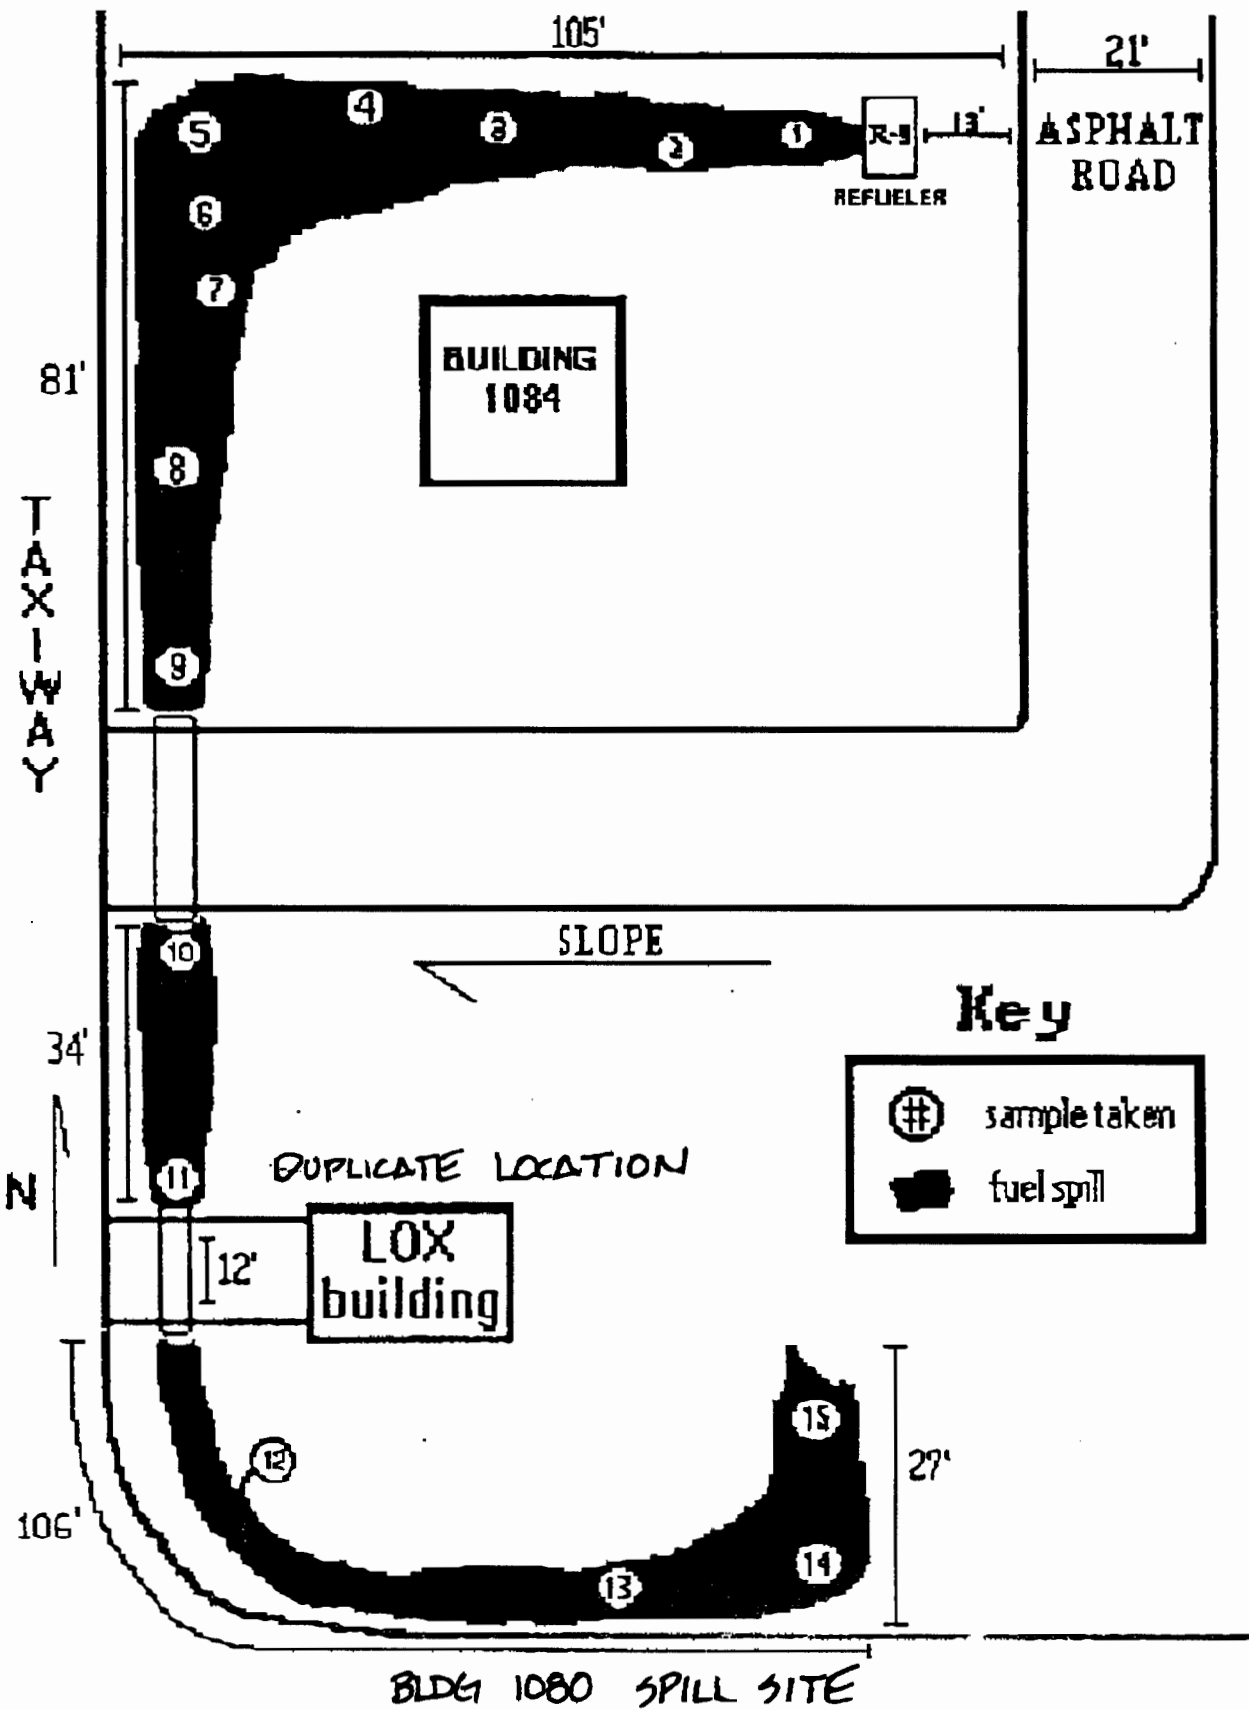 105'
21'
4
5
3
2
1
R-9
13'
ASPHALT
ROAD
REFUELER
6
7
BUILDING
1084
81'
8
TAXIWAY
9
10
SLOPE
Key
34'
# sample taken
fuel spill
N
11
DUPLICATE LOCATION
LOX
building
12'
15
12
27'
106'
14
13
BLDG 1080 SPILL SITE